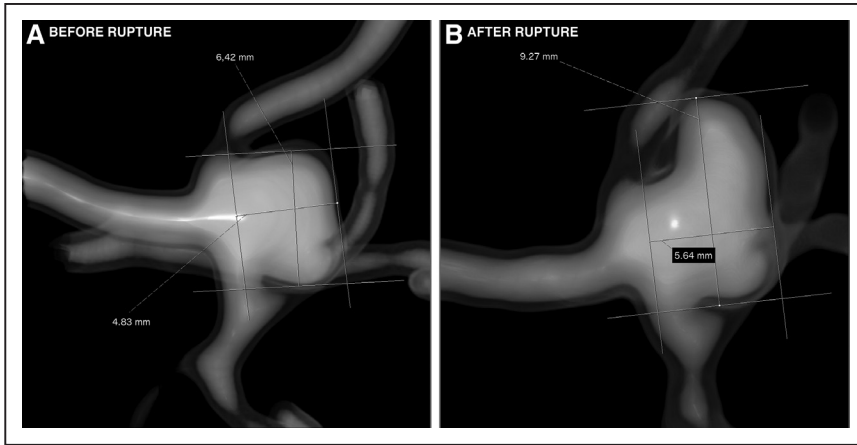 A BEFORE RUPTURE
6,42 mm
4.83 mm
B AFTER RUPTURE
9.27 mm
5.64 mm